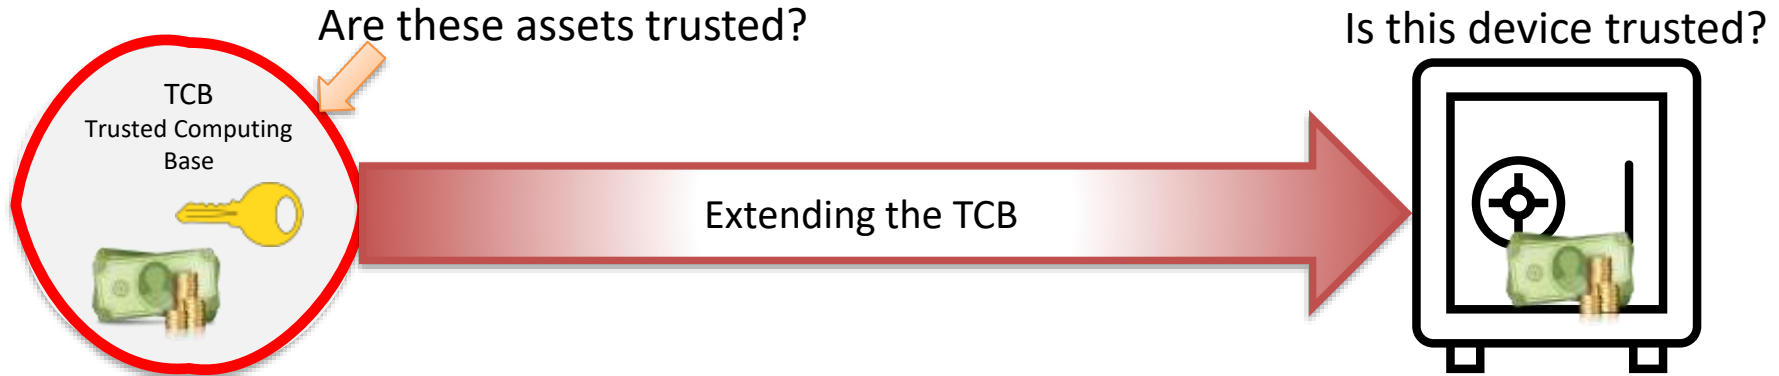 Are these assets trusted?
Is this device trusted?
TCB
Trusted Computing
Base
Extending the TCB